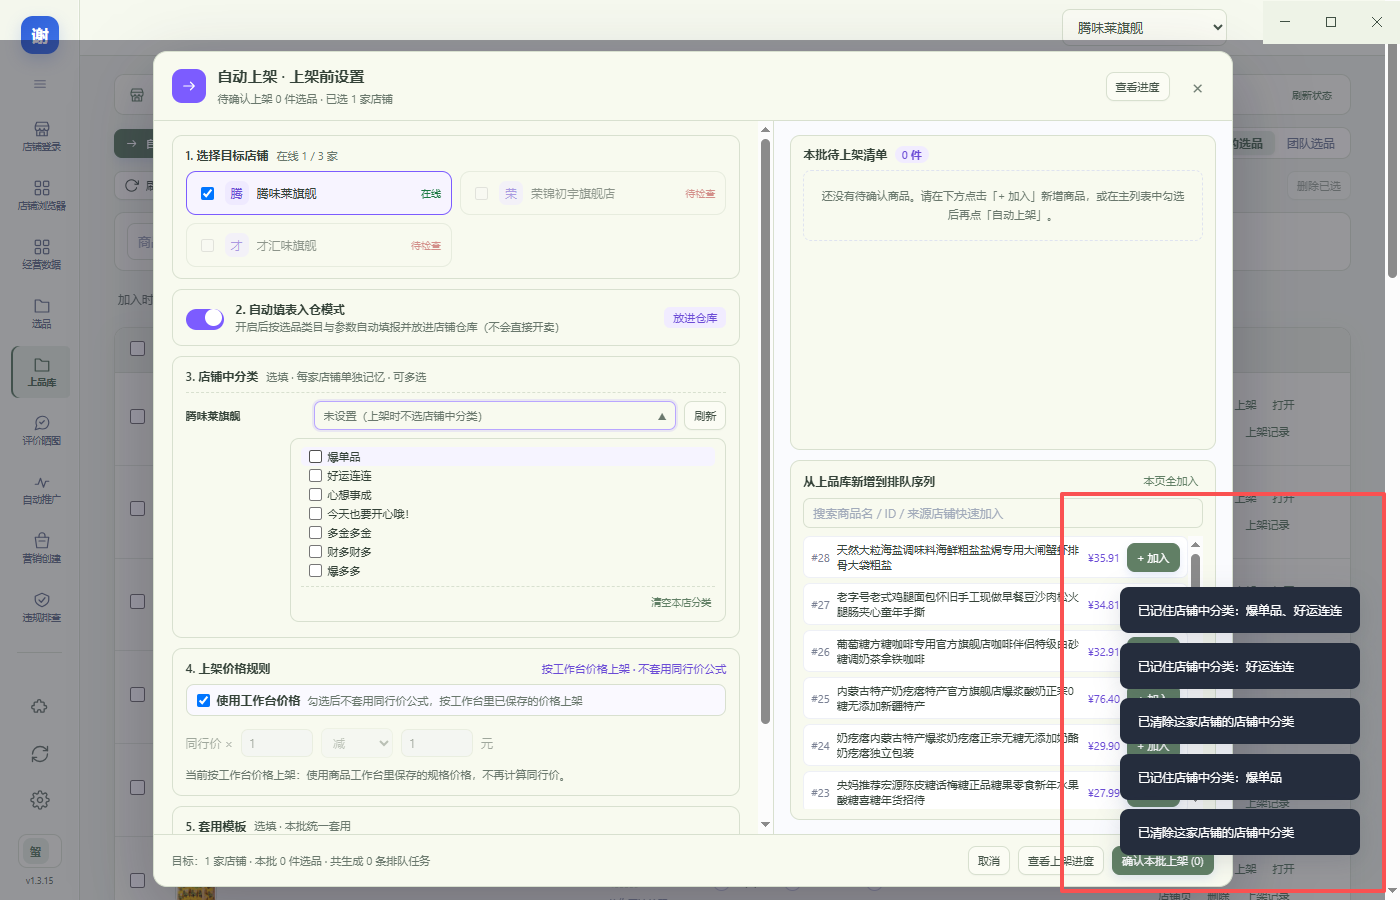 谢
腾味莱旗舰
店铺登录
店铺浏览器
经营数据
选品
上品库
评价晒图
自动推广
营销创建
违规排查
蟹
v1.3.15
自动上架 · 上架前设置
待确认上架 0 件选品 · 已选 1 家店铺
查看进度
×
刷新状态
的选品
团队选品
删除已选
加入时
1. 选择目标店铺 在线 1 / 3 家
腾 腾味莱旗舰 在线
荣 荣锦初宇旗舰店 待检查
才 才汇味旗舰 待检查
2. 自动填表入仓模式
开启后按选品类目与参数自动填报并放进店铺仓库（不会直接开卖）
放进仓库
3. 店铺中分类 选填 · 每家店铺单独记忆 · 可多选
腾味莱旗舰
未设置（上架时不选店铺中分类） ▲
刷新
爆单品
好运连连
心想事成
今天也要开心哦！
多金多金
财多财多
爆多多
清空本店分类
4. 上架价格规则 按工作台价格上架 · 不套用同行价公式
使用工作台价格 勾选后不套用同行价公式，按工作台里已保存的价格上架
同行价 × 1 减 1 元
当前按工作台价格上架：使用商品工作台里保存的规格价格，不再计算同行价。
5. 套用模板 选填 · 本批统一套用
本批待上架清单 0 件
还没有待确认商品。请在下方点击「+ 加入」新增商品，或在主列表中勾选
后再点「自动上架」。
从上品库新增到排队序列 本页全加入
搜索商品名 / ID / 来源店铺快速加入
#28 天然大粒海盐调味料海鲜粗盐盐焗专用大闸蟹虾排
骨大袋粗盐
¥35.91 + 加入
#27 老字号老式鸡腿面包怀旧手工现做早餐豆沙肉松火
腿肠夹心童年手撕
¥34.81
#26 葡萄糖方糖咖啡专用官方旗舰店咖啡伴侣特级白砂
糖调奶茶拿铁咖啡
¥32.91
#25 内蒙古特产奶疙瘩特产官方旗舰店爆浆酸奶正宗0
糖无添加新疆特产
¥76.40
#24 奶疙瘩内蒙古特产爆浆奶疙瘩正宗无糖无添加奶酪
奶疙瘩独立包装
¥29.90 + 加入
#23 央妈推荐宏源陈皮糖话梅糖正品糖果零食新年水果
酸糖喜糖年货招待
¥27.99
已记住店铺中分类：爆单品、好运连连
已记住店铺中分类：好运连连
已清除这家店铺的店铺中分类
已记住店铺中分类：爆单品
已清除这家店铺的店铺中分类
上架 打开
上架记录
上架 打开
上架记录
上架记录
上架 打开
目标：1 家店铺 · 本批 0 件选品 · 共生成 0 条排队任务
取消
查看上架进度
确认本批上架 (0)